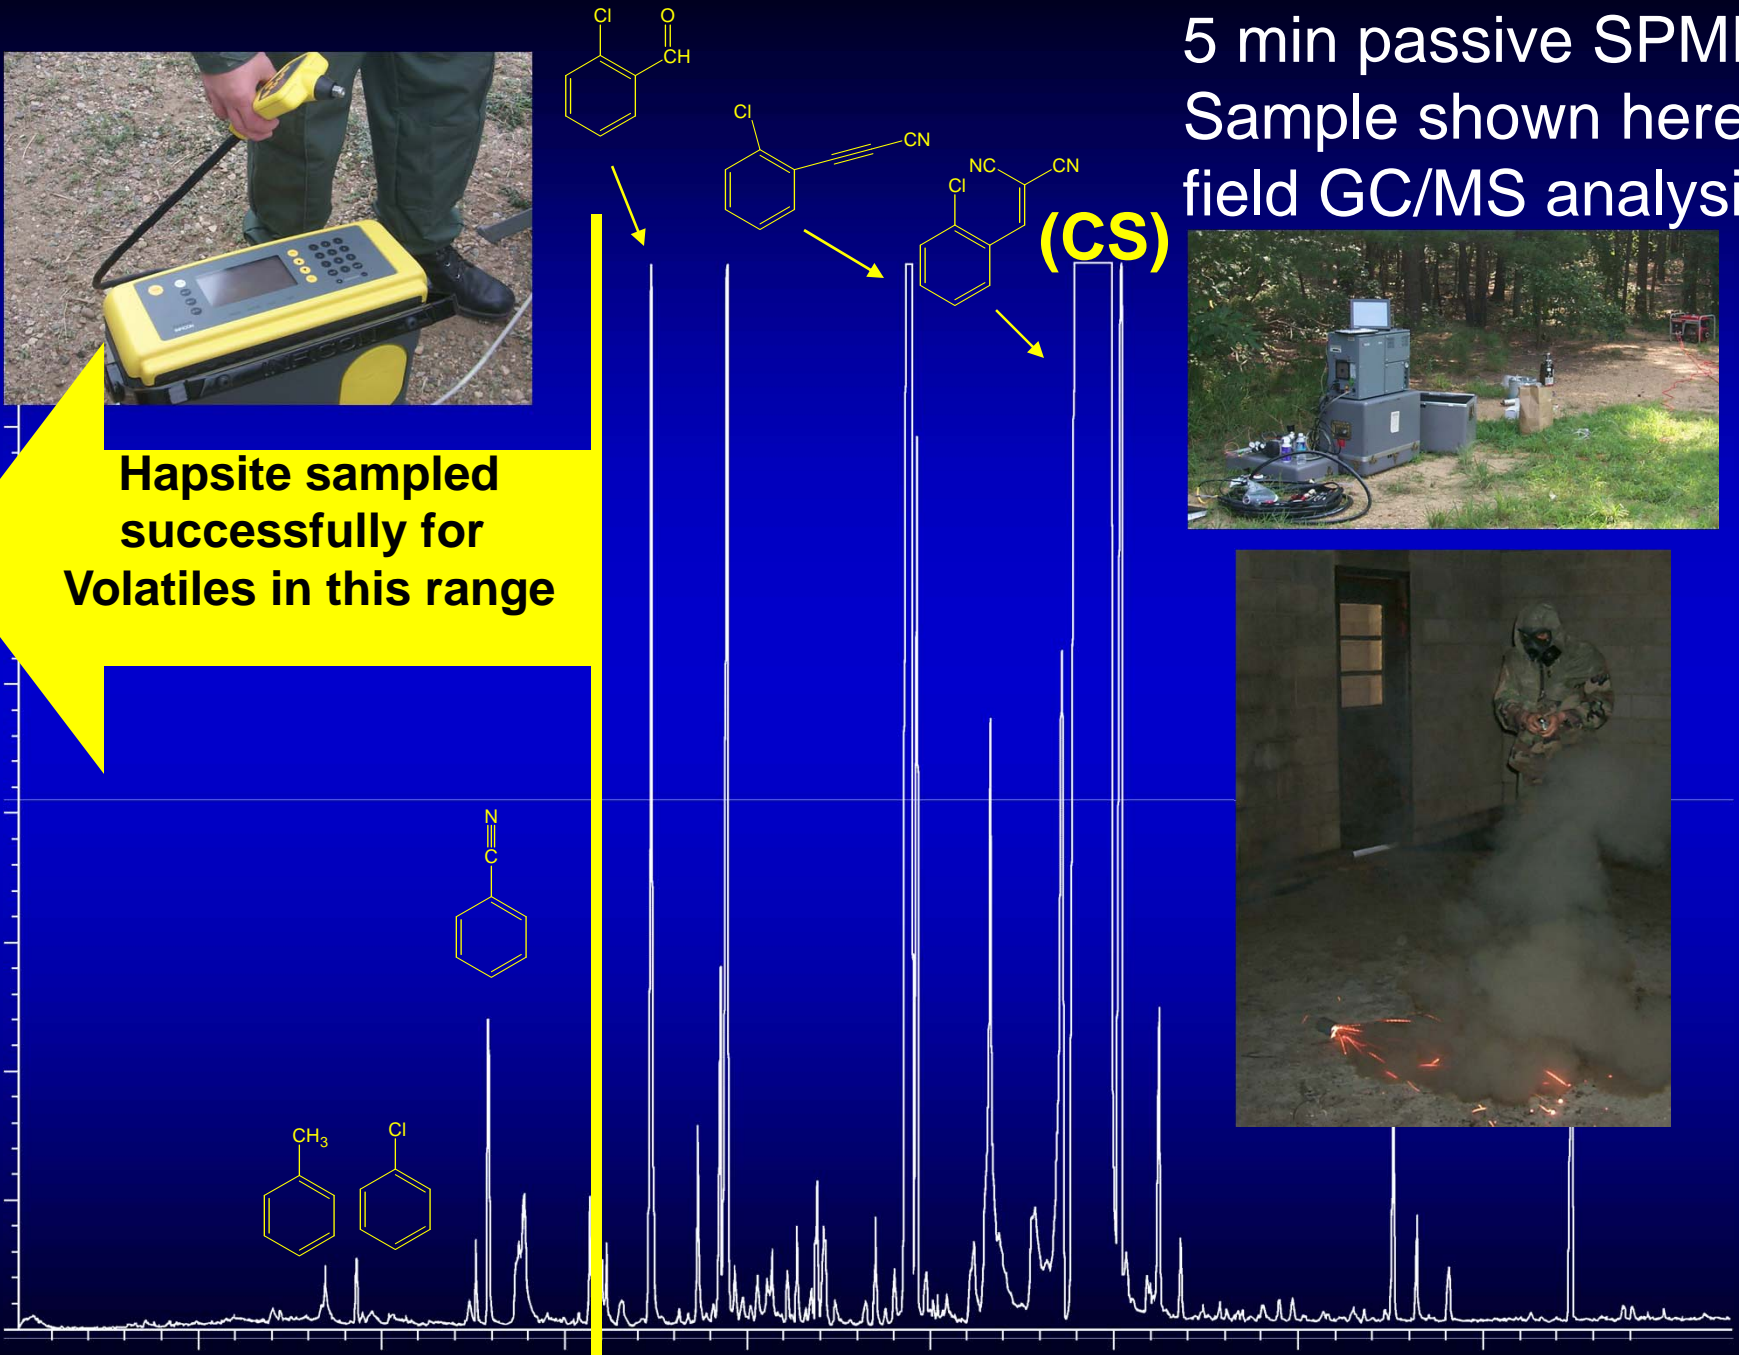 5 min passive SPM
Sample shown here
field GC/MS analysi
Cl
O
CH
Cl
CN
NC
CN
Cl
(CS)
INFICON
Hapsite sampled
successfully for
Volatiles in this range
N
C
CH3
Cl